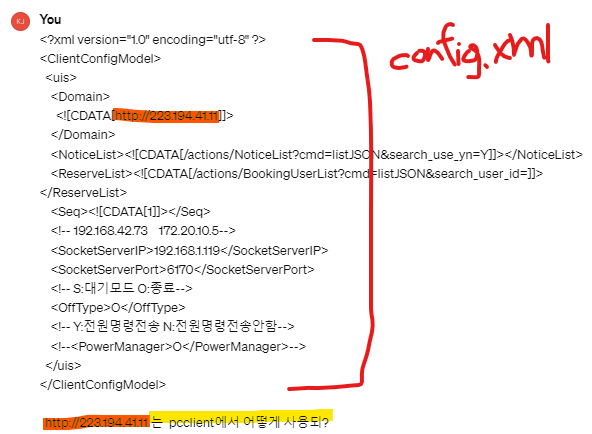 KJ You
<?xml version="1.0" encoding="utf-8" ?>
config.xml
<ClientConfigModel>
<uis>
<Domain>
<![CDATA[http://223.194.41.11]]>
</Domain>
<NoticeList><![CDATA[/actions/NoticeList?cmd=listJSON&search_use_yn=Y]]></NoticeList>
<ReserveList><![CDATA[/actions/BookingUserList?cmd=listJSON&search_user_id=]]>
</ReserveList>
<Seq><![CDATA[1]]></Seq>
<!-- 192.168.42.73 172.20.10.5-->
<SocketServerIP>192.168.1.119</SocketServerIP>
<SocketServerPort>6170</SocketServerPort>
<!-- S:대기모드 O:종료-->
<OffType>O</OffType>
<!-- Y:전원명령전송 N:전원명령전송안함-->
<!--<PowerManager>O</PowerManager>-->
</uis>
</ClientConfigModel>
http://223.194.41.11 는 pcclient에서 어떻게 사용되?